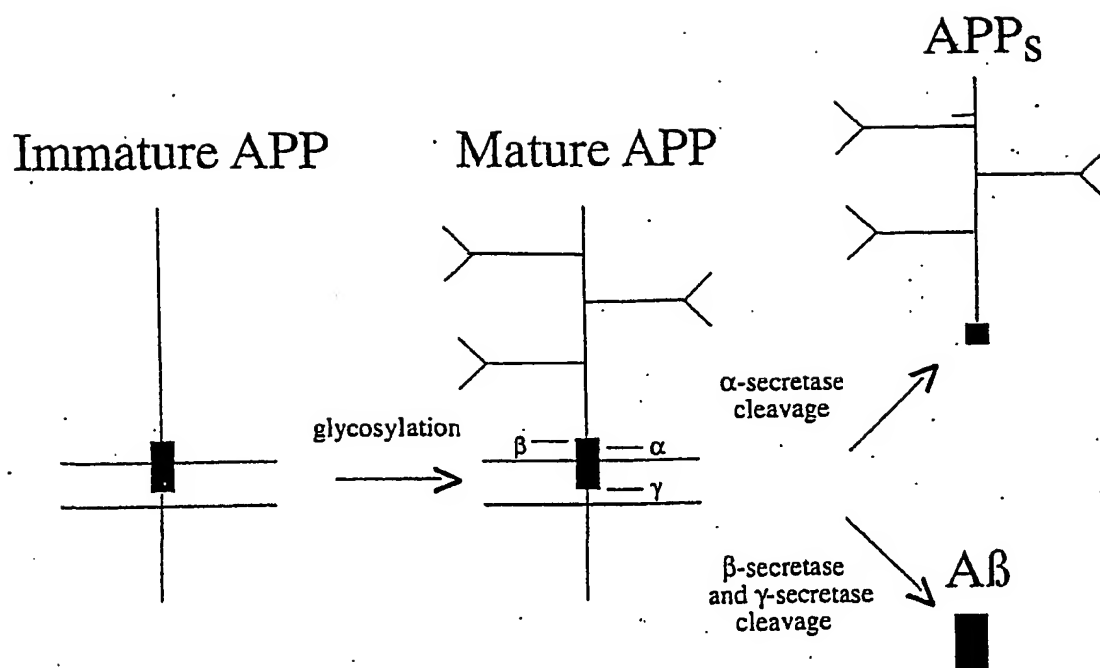 APPs
Immature APP
Mature APP
α-secretase
cleavage
glycosylation
β
α
γ
β-secretase
and γ-secretase
cleavage
Aß